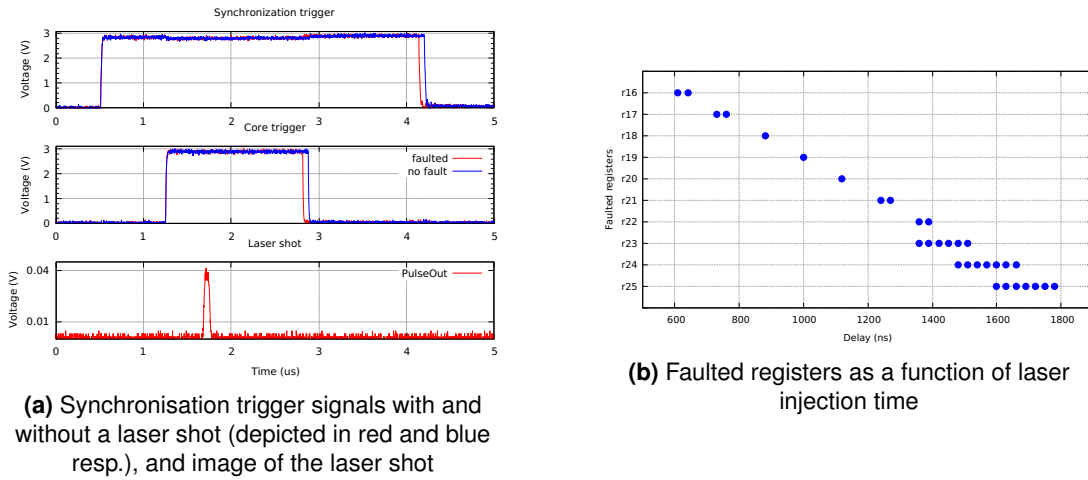 Synchronization trigger
Voltage (V)
3
2
1
0
0 1 2 3 4 5
Core trigger
Voltage (V)
3
2
1
0
faulted
no fault
0 1 2 3 4 5
Laser shot
Voltage (V)
0.04
0.01
PulseOut
0 1 2 3 4 5
Time (us)
(a) Synchronisation trigger signals with and
without a laser shot (depicted in red and blue
resp.), and image of the laser shot
Faulted registers
r16
r17
r18
r19
r20
r21
r22
r23
r24
r25
600 800 1000 1200 1400 1600 1800
Delay (ns)
(b) Faulted registers as a function of laser
injection time